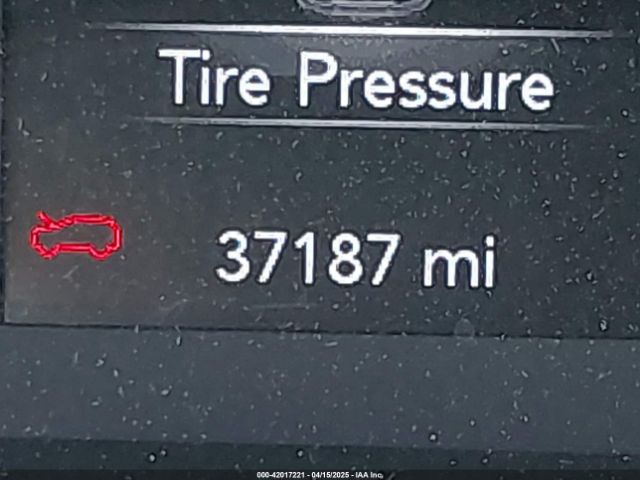 Tire Pressure
37187 mi
000-42017221 - 04/15/2025 - IAA Inc.